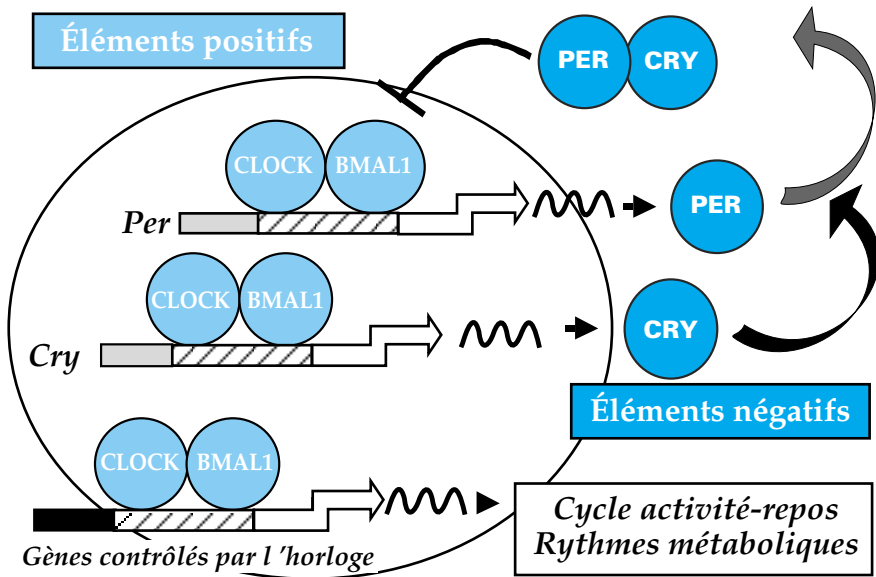 Éléments positifs
PER CRY
CLOCK BMAL1
Per
PER
CLOCK BMAL1
Cry
CRY
Éléments négatifs
CLOCK BMAL1
Gènes contrôlés par l ’horloge
Cycle activité-repos
Rythmes métaboliques